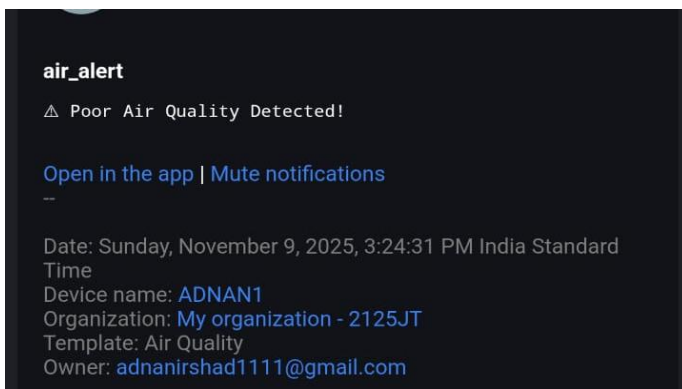 air_alert
⚠ Poor Air Quality Detected!
Open in the app | Mute notifications
--
Date: Sunday, November 9, 2025, 3:24:31 PM India Standard
Time
Device name: ADNAN1
Organization: My organization - 2125JT
Template: Air Quality
Owner: adnanirshad1111@gmail.com